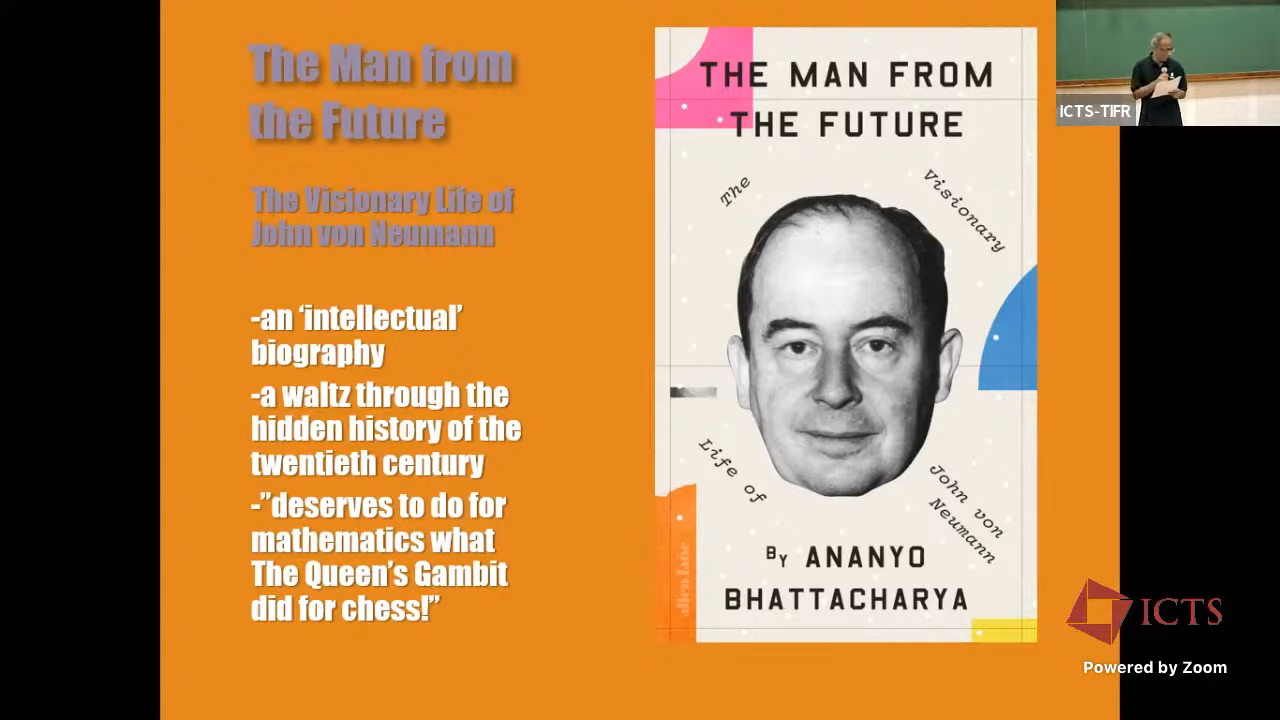 The Man from
the Future
The Visionary Life of
John von Neumann
-an ‘intellectual’
biography
-a waltz through the
hidden history of the
twentieth century
-”deserves to do for
mathematics what
The Queen’s Gambit
did for chess!”
THE MAN FROM
THE FUTURE
The
Visionary
Life of
John von
Neumann
BY ANANYO
BHATTACHARYA
allen lane
ICTS-TIFR
ICTS
Powered by Zoom